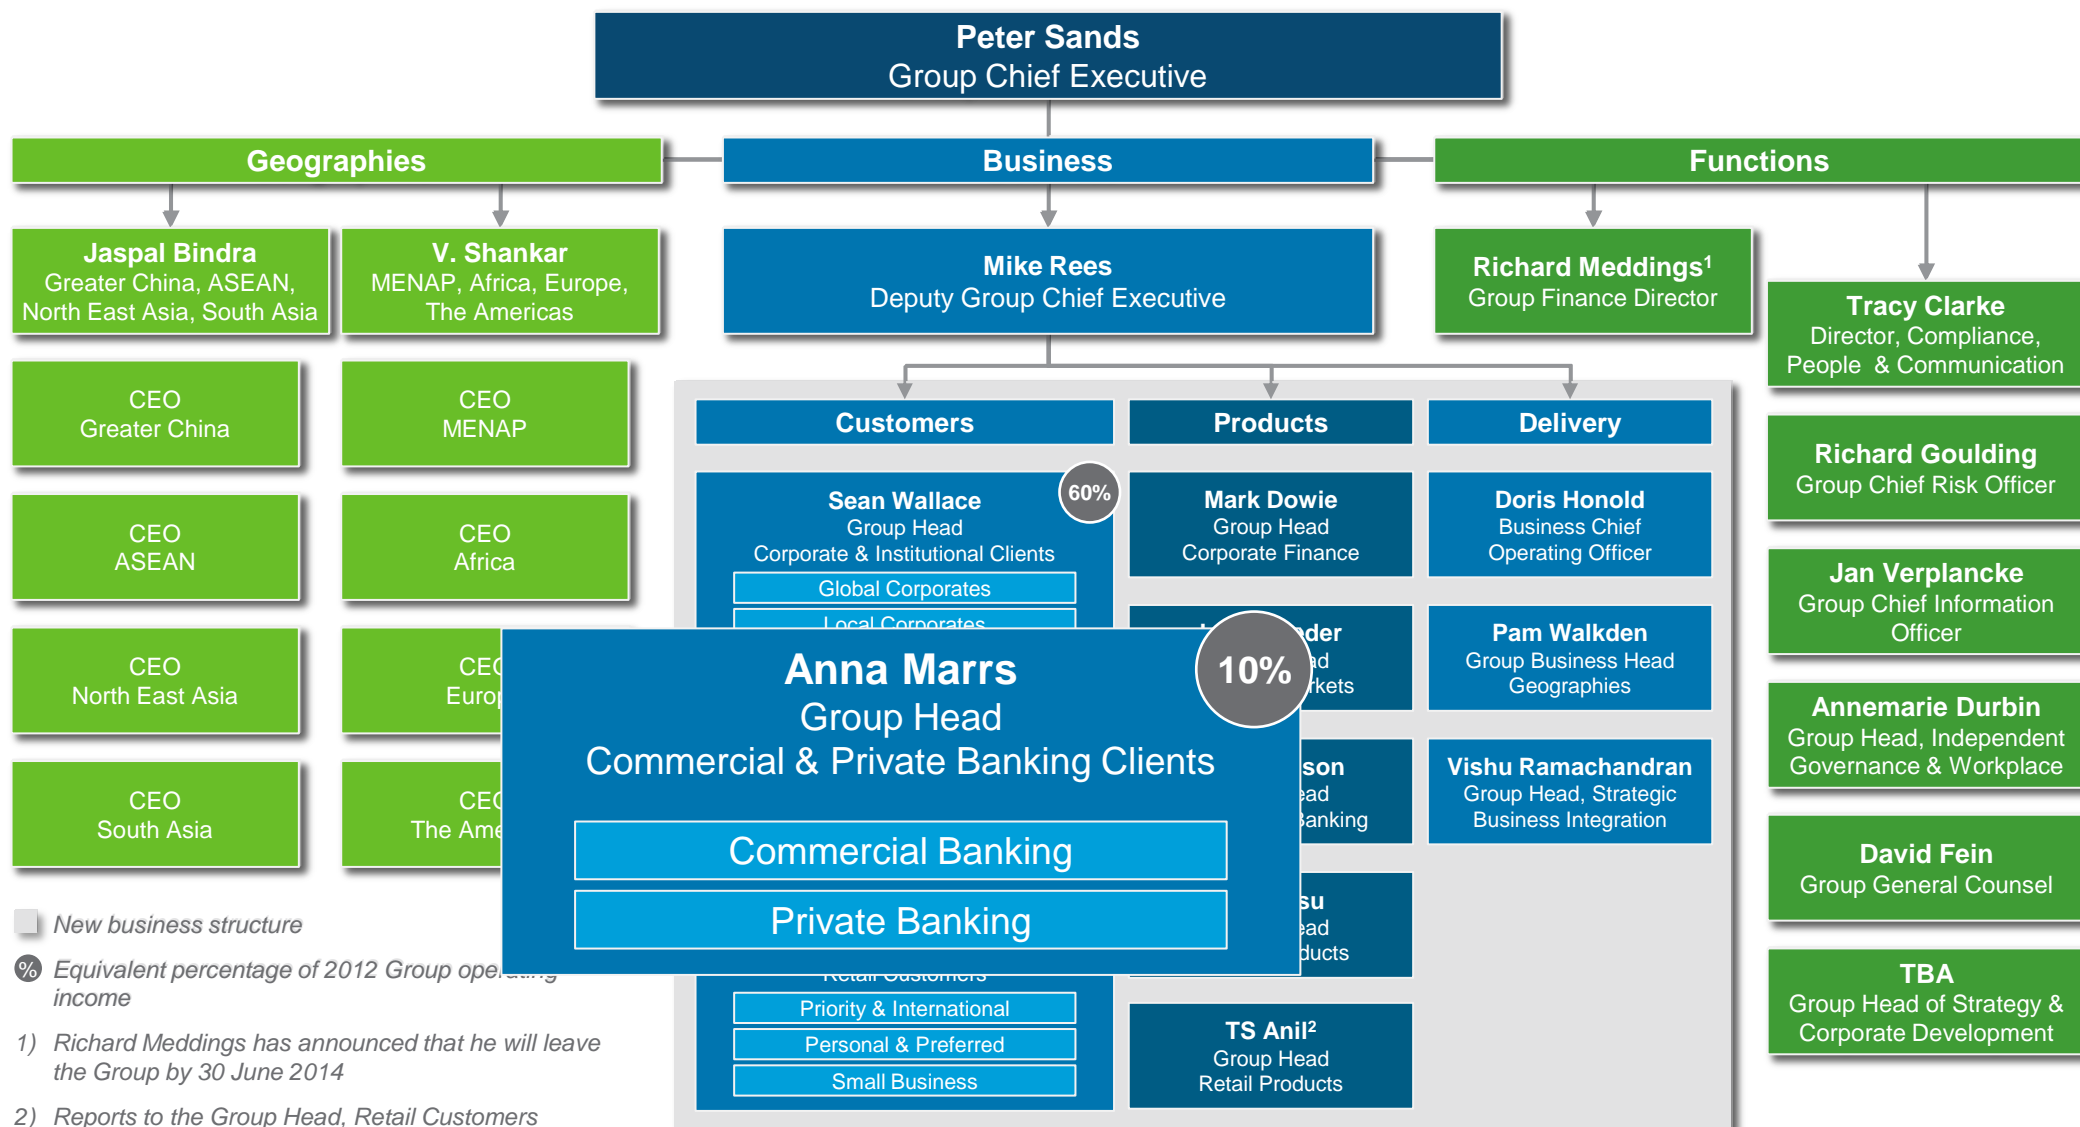 Peter Sands
Group Chief Executive
Geographies
Business
Functions
Jaspal Bindra
Greater China, ASEAN,
North East Asia, South Asia
V. Shankar
MENAP, Africa, Europe,
The Americas
Mike Rees
Deputy Group Chief Executive
Richard Meddings¹
Group Finance Director
Tracy Clarke
Director, Compliance,
People & Communication
CEO
Greater China
CEO
MENAP
CEO
ASEAN
CEO
Africa
CEO
North East Asia
CEO
South Asia
Customers
Products
Delivery
Sean Wallace
Group Head
Corporate & Institutional Clients
60%
Global Corporates
Local Corporates
Mark Dowie
Group Head
Corporate Finance
Doris Honold
Business Chief
Operating Officer
Pam Walkden
Group Business Head
Geographies
Vishu Ramachandran
Group Head, Strategic
Business Integration
Anna Marrs
Group Head
Commercial & Private Banking Clients
10%
Commercial Banking
Private Banking
Retail Customers
Priority & International
Personal & Preferred
Small Business
TS Anil²
Group Head
Retail Products
Richard Goulding
Group Chief Risk Officer
Jan Verplancke
Group Chief Information
Officer
Annemarie Durbin
Group Head, Independent
Governance & Workplace
David Fein
Group General Counsel
TBA
Group Head of Strategy &
Corporate Development
New business structure
% Equivalent percentage of 2012 Group operating
income
1) Richard Meddings has announced that he will leave
the Group by 30 June 2014
2) Reports to the Group Head, Retail Customers